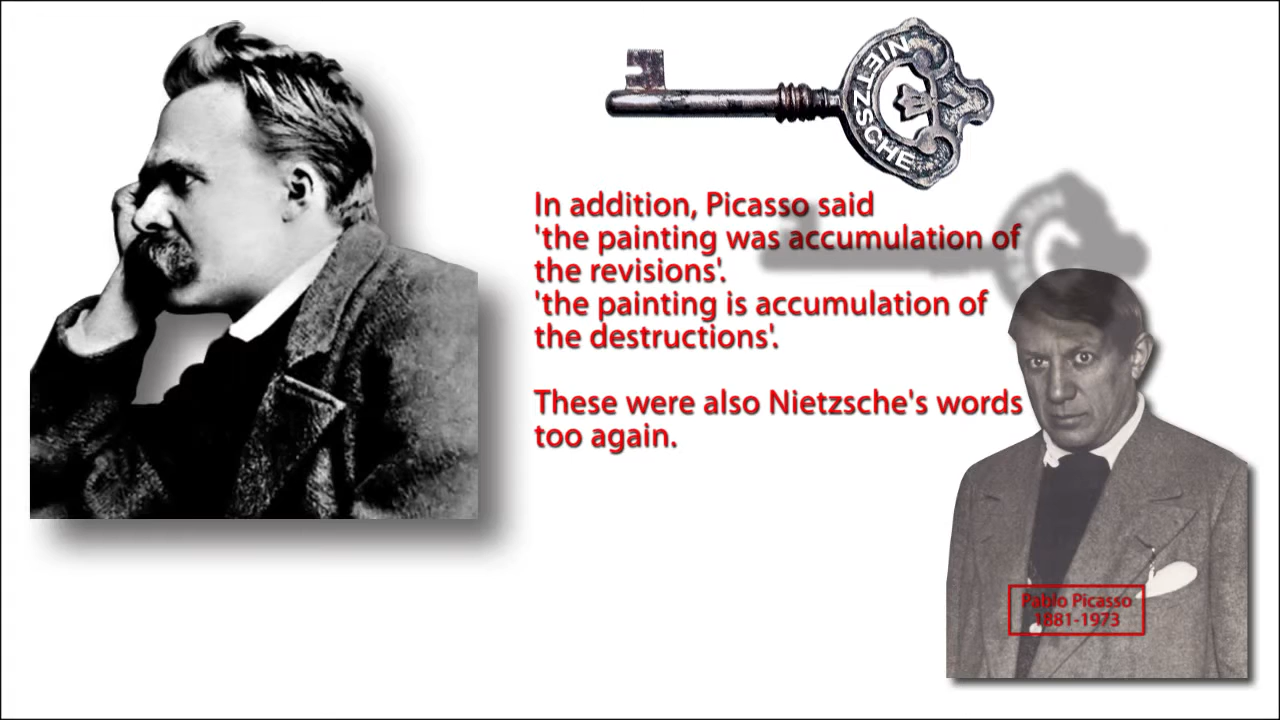 NIETZSCHE
In addition, Picasso said
'the painting was accumulation of
the revisions'.
'the painting is accumulation of
the destructions'.
These were also Nietzsche's words
too again.
Pablo Picasso
1881-1973